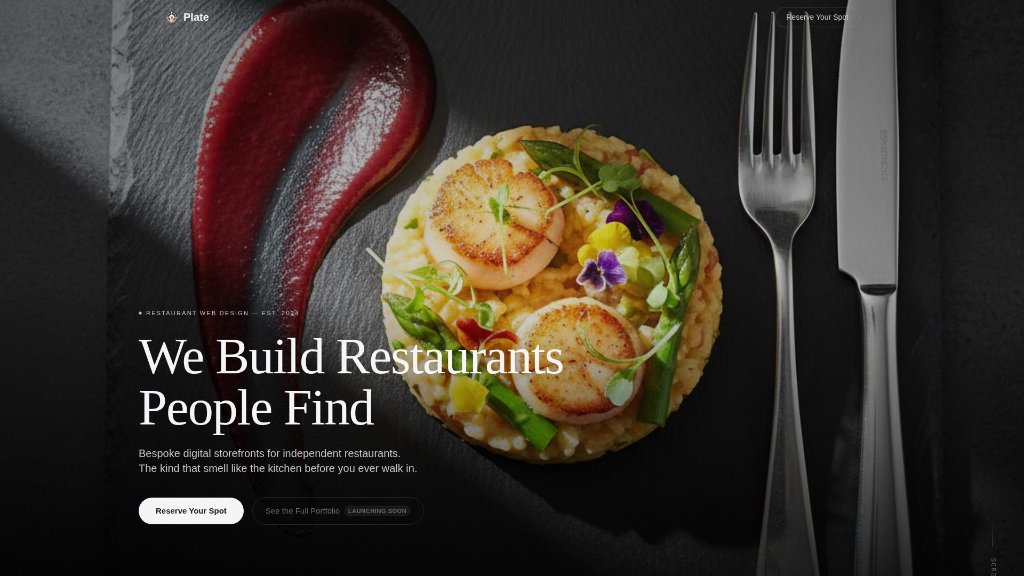 Plate
Reserve Your Spot
RESTAURANT WEB DESIGN — EST. 2024
We Build Restaurants
People Find
Bespoke digital storefronts for independent restaurants.
The kind that smell like the kitchen before you ever walk in.
Reserve Your Spot
See the Full Portfolio LAUNCHING SOON